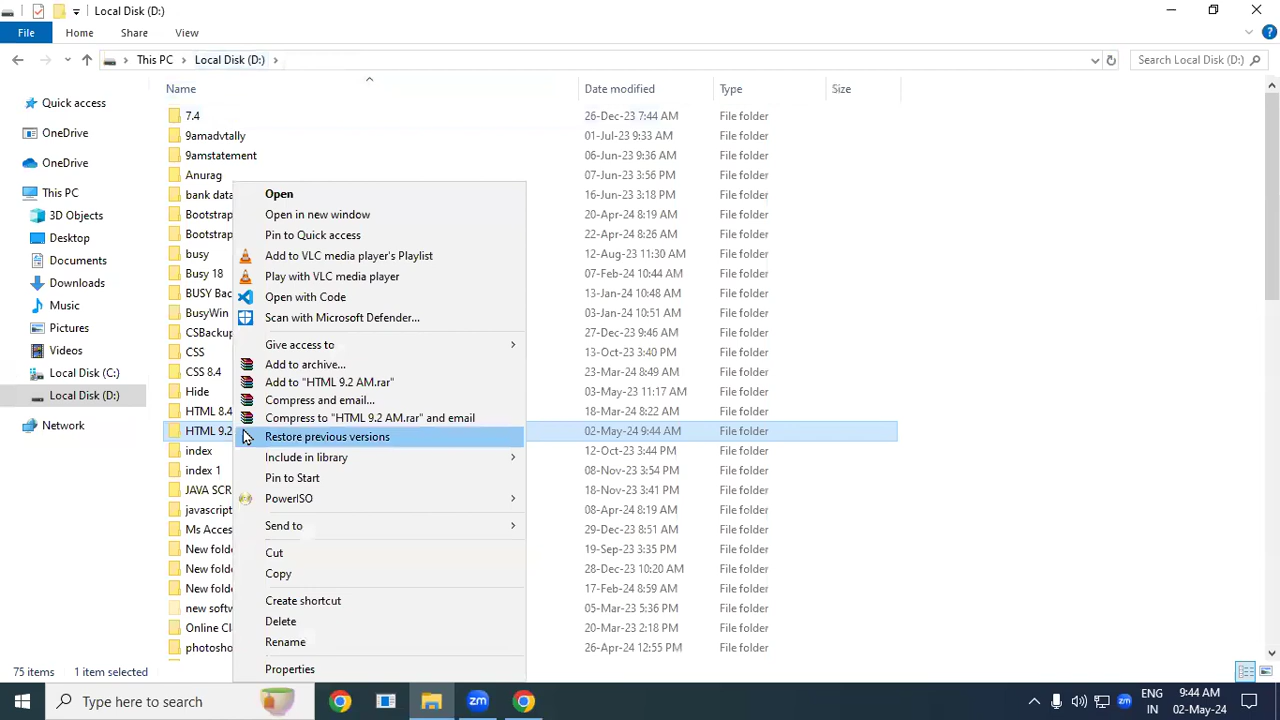 Local Disk (D:)
File Home Share View
This PC Local Disk (D:) Search Local Disk (D:)
Name Date modified Type Size
Quick access
OneDrive
OneDrive
This PC
3D Objects
Desktop
Documents
Downloads
Music
Pictures
Videos
Local Disk (C:)
Local Disk (D:)
Network
7.4 26-Dec-23 7:44 AM File folder
9amadvtally 01-Jul-23 9:33 AM File folder
9amstatement 06-Jun-23 9:36 AM File folder
Anurag 07-Jun-23 3:56 PM File folder
bank data 16-Jun-23 3:18 PM File folder
Bootstrap 20-Apr-24 8:19 AM File folder
Bootstrap 22-Apr-24 8:26 AM File folder
busy 12-Aug-23 11:30 AM File folder
Busy 18 07-Feb-24 10:44 AM File folder
BUSY Bac 13-Jan-24 10:48 AM File folder
BusyWin 03-Jan-24 10:51 AM File folder
CSBackup 27-Dec-23 9:46 AM File folder
CSS 13-Oct-23 3:40 PM File folder
CSS 8.4 23-Mar-24 8:49 AM File folder
Hide 03-May-23 11:17 AM File folder
HTML 8.4 18-Mar-24 8:22 AM File folder
HTML 9.2 02-May-24 9:44 AM File folder
index 12-Oct-23 3:44 PM File folder
index 1 08-Nov-23 3:54 PM File folder
JAVA SCR 18-Nov-23 3:41 PM File folder
javascript 08-Apr-24 8:19 AM File folder
Ms Acces 29-Dec-23 8:51 AM File folder
New folde 19-Sep-23 3:35 PM File folder
New folde 28-Dec-23 10:20 AM File folder
New folde 17-Feb-24 8:59 AM File folder
new softw 05-Mar-23 5:36 PM File folder
Online Cl 20-Mar-23 2:18 PM File folder
photosho 26-Apr-24 12:55 PM File folder
Open
Open in new window
Pin to Quick access
Add to VLC media player's Playlist
Play with VLC media player
Open with Code
Scan with Microsoft Defender...
Give access to
Add to archive...
Add to "HTML 9.2 AM.rar"
Compress and email...
Compress to "HTML 9.2 AM.rar" and email
Restore previous versions
Include in library
Pin to Start
PowerISO
Send to
Cut
Copy
Create shortcut
Delete
Rename
Properties
75 items 1 item selected
Type here to search
zm
zm
ENG 9:44 AM
IN 02-May-24